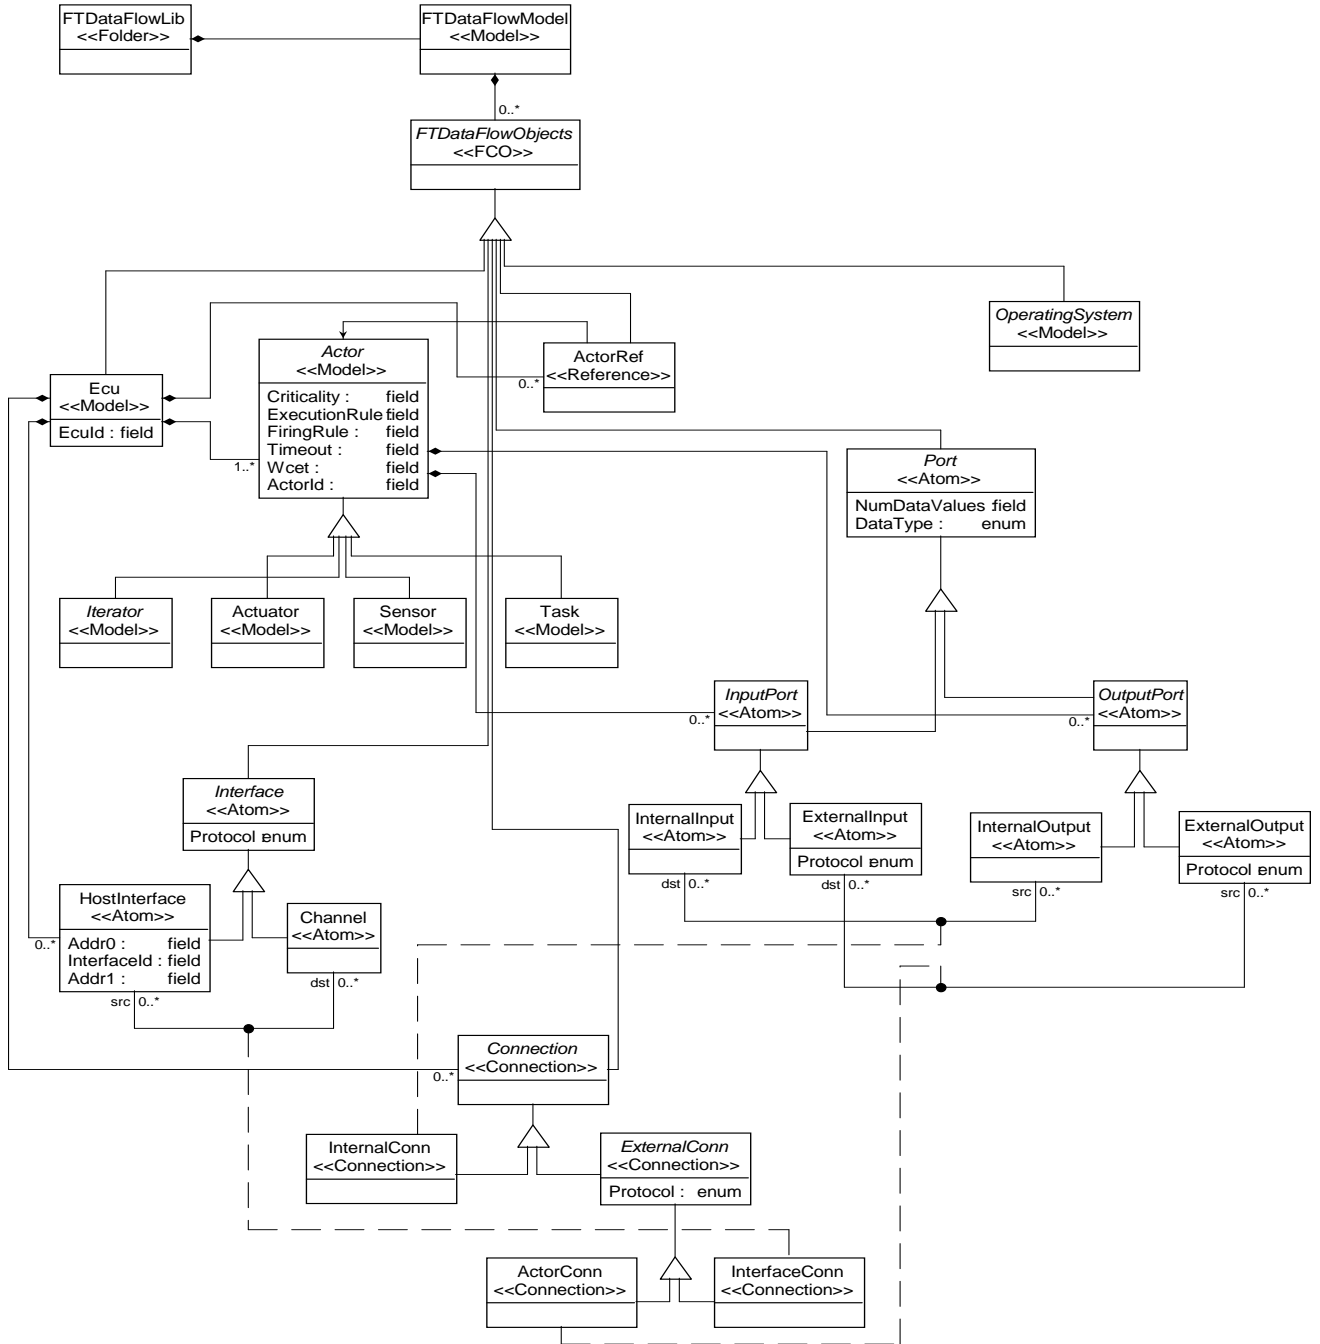 FTDataFlowLib
<<Folder>>
FTDataFlowModel
<<Model>>
0..*
FTDataFlowObjects
<<FCO>>
OperatingSystem
<<Model>>
Actor
<<Model>>
Criticality : field
ExecutionRule : field
FiringRule : field
Timeout : field
Wcet : field
ActorId : field
ActorRef
<<Reference>>
0..*
Ecu
<<Model>>
EcuId : field
1..*
Port
<<Atom>>
NumDataValues : field
DataType : enum
Iterator
<<Model>>
Actuator
<<Model>>
Sensor
<<Model>>
Task
<<Model>>
InputPort
<<Atom>>
0..*
OutputPort
<<Atom>>
0..*
Interface
<<Atom>>
Protocol : enum
InternalInput
<<Atom>>
dst 0..*
ExternalInput
<<Atom>>
Protocol : enum
dst 0..*
InternalOutput
<<Atom>>
src 0..*
ExternalOutput
<<Atom>>
Protocol : enum
src 0..*
HostInterface
<<Atom>>
0..*
Addr0 : field
InterfaceId : field
Addr1 : field
src 0..*
Channel
<<Atom>>
dst 0..*
Connection
<<Connection>>
0..*
InternalConn
<<Connection>>
ExternalConn
<<Connection>>
Protocol : enum
ActorConn
<<Connection>>
InterfaceConn
<<Connection>>